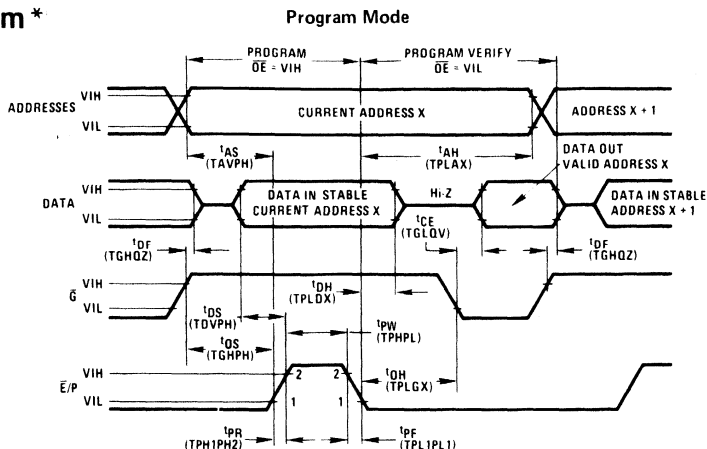 m*
Program Mode
PROGRAM
OE = VIH
PROGRAM VERIFY
OE = VIL
ADDRESSES
VIH
VIL
CURRENT ADDRESS X
ADDRESS X + 1
tAS
(TAVPH)
tAH
(TPLAX)
DATA OUT
VALID ADDRESS X
DATA
VIH
VIL
DATA IN STABLE
CURRENT ADDRESS X
Hi-Z
DATA IN STABLE
ADDRESS X + 1
tCE
(TGLQV)
tDF
(TGHQZ)
tDF
(TGHQZ)
G
VIH
VIL
tDH
(TPLDX)
tDS
(TDVPH)
tPW
(TPHPL)
tOS
(TGHPH)
tOH
(TPLGX)
E/P
VIH
VIL
2
2
1
1
tPR
(TPH1PH2)
tPF
(TPL1PL1)